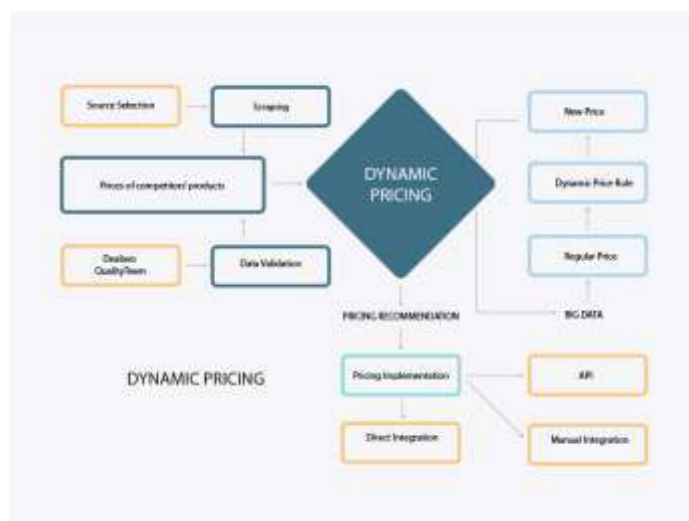 Source Selection
Scraping
New Price
DYNAMIC
PRICING
Prices of competitors' products
Dynamic Price Rule
Dealavo
QualityTeam
Data Validation
Regular Price
PRICING RECOMMENDATION
BIG DATA
DYNAMIC PRICING
Pricing Implementation
API
Direct Integration
Manual Integration